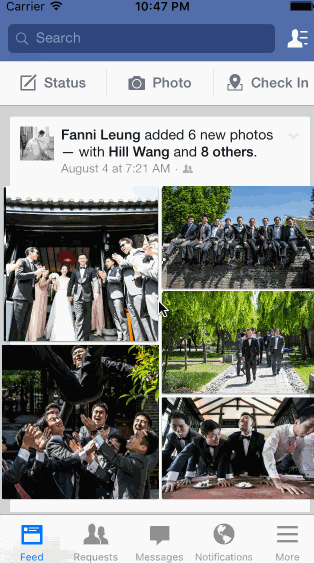 Carrier 10:47 PM
Search
Status Photo Check In
Fanni Leung added 6 new photos
— with Hill Wang and 8 others.
August 4 at 7:21 AM ·
Feed Requests Messages Notifications More